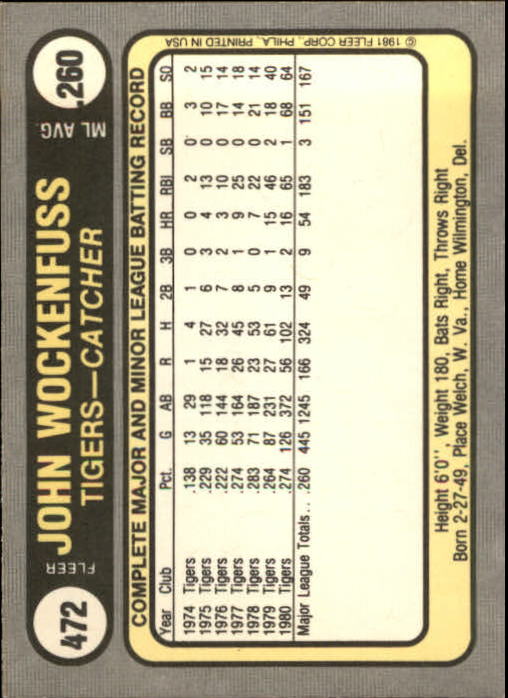 472
FLEER
JOHN WOCKENFUSS
TIGERS—CATCHER
ML AVG.
.260
COMPLETE MAJOR AND MINOR LEAGUE BATTING RECORD
Year Club Pct. G AB R H 2B 3B HR RBI SB BB SO
1974 Tigers .138 13 29 1 4 1 0 0 2 0 3 2
1975 Tigers .229 35 118 15 27 6 3 4 13 0 10 15
1976 Tigers .222 60 144 18 32 7 2 3 10 0 17 14
1977 Tigers .274 53 164 26 45 8 1 9 25 0 14 18
1978 Tigers .283 71 187 23 53 5 0 7 22 0 21 14
1979 Tigers .264 87 231 27 61 9 1 15 46 2 18 40
1980 Tigers .274 126 372 56 102 13 2 16 65 1 68 64
Major League Totals... .260 445 1245 166 324 49 9 54 183 3 151 167
Height 6'0", Weight 180, Bats Right, Throws Right
Born 2-27-49, Place Welch, W. Va., Home Wilmington, Del.
© 1981 FLEER CORP., PHILA., PRINTED IN USA